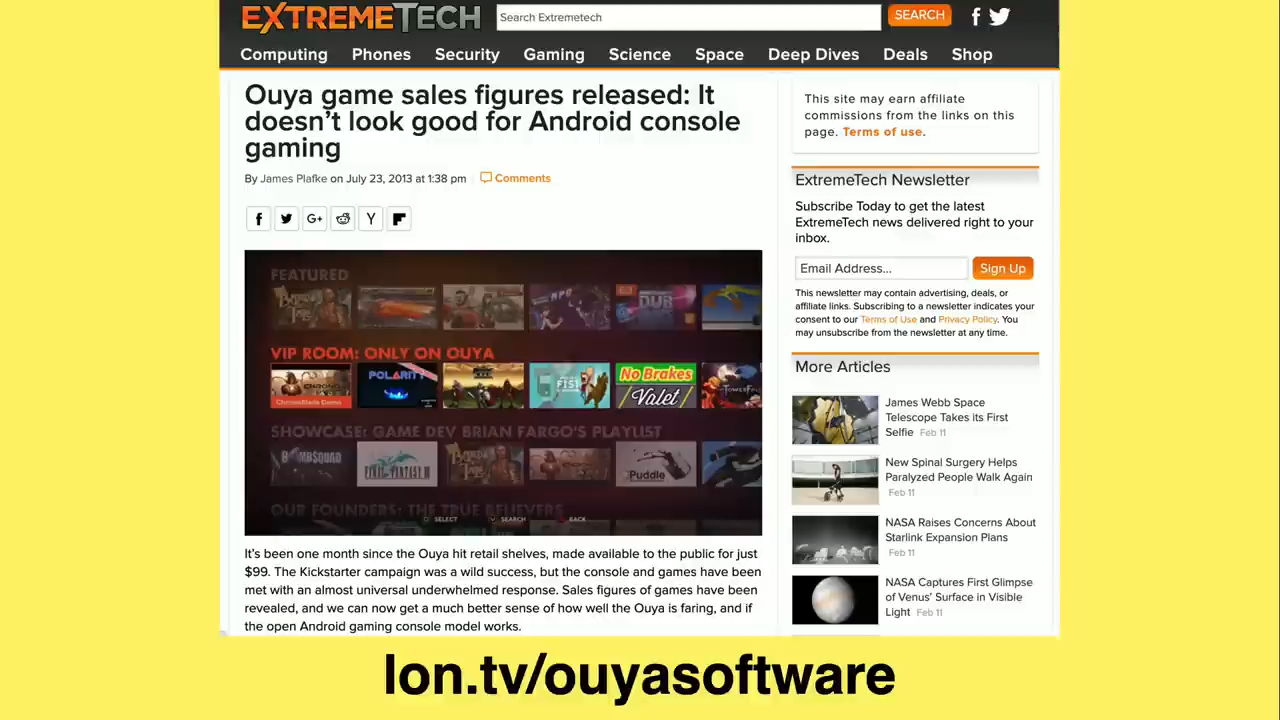 EXTREMETECH
Search Extremetech
SEARCH
Computing Phones Security Gaming Science Space Deep Dives Deals Shop
Ouya game sales figures released: It
doesn't look good for Android console
gaming
By James Plafke on July 23, 2013 at 1:38 pm
Comments
G+
Y
FEATURED
DUB
VIP ROOM: ONLY ON OUYA
ChronoBlade Demo
POLARITY
FIST
No Brakes
Valet
SHOWCASE: GAME DEV BRIAN FARGO'S PLAYLIST
BOMBSQUAD
FINAL FANTASY III
Puddle
OUR FOUNDERS: THE TRUE BELIEVERS
SELECT SEARCH BACK
It's been one month since the Ouya hit retail shelves, made available to the public for just
$99. The Kickstarter campaign was a wild success, but the console and games have been
met with an almost universal underwhelmed response. Sales figures of games have been
revealed, and we can now get a much better sense of how well the Ouya is faring, and if
the open Android gaming console model works.
This site may earn affiliate
commissions from the links on this
page. Terms of use.
ExtremeTech Newsletter
Subscribe Today to get the latest
ExtremeTech news delivered right to your
inbox.
Email Address...
Sign Up
This newsletter may contain advertising, deals, or
affiliate links. Subscribing to a newsletter indicates your
consent to our Terms of Use and Privacy Policy. You
may unsubscribe from the newsletter at any time.
More Articles
James Webb Space
Telescope Takes its First
Selfie Feb 11
New Spinal Surgery Helps
Paralyzed People Walk Again
Feb 11
NASA Raises Concerns About
Starlink Expansion Plans
Feb 11
NASA Captures First Glimpse
of Venus' Surface in Visible
Light Feb 11
lon.tv/ouyasoftware